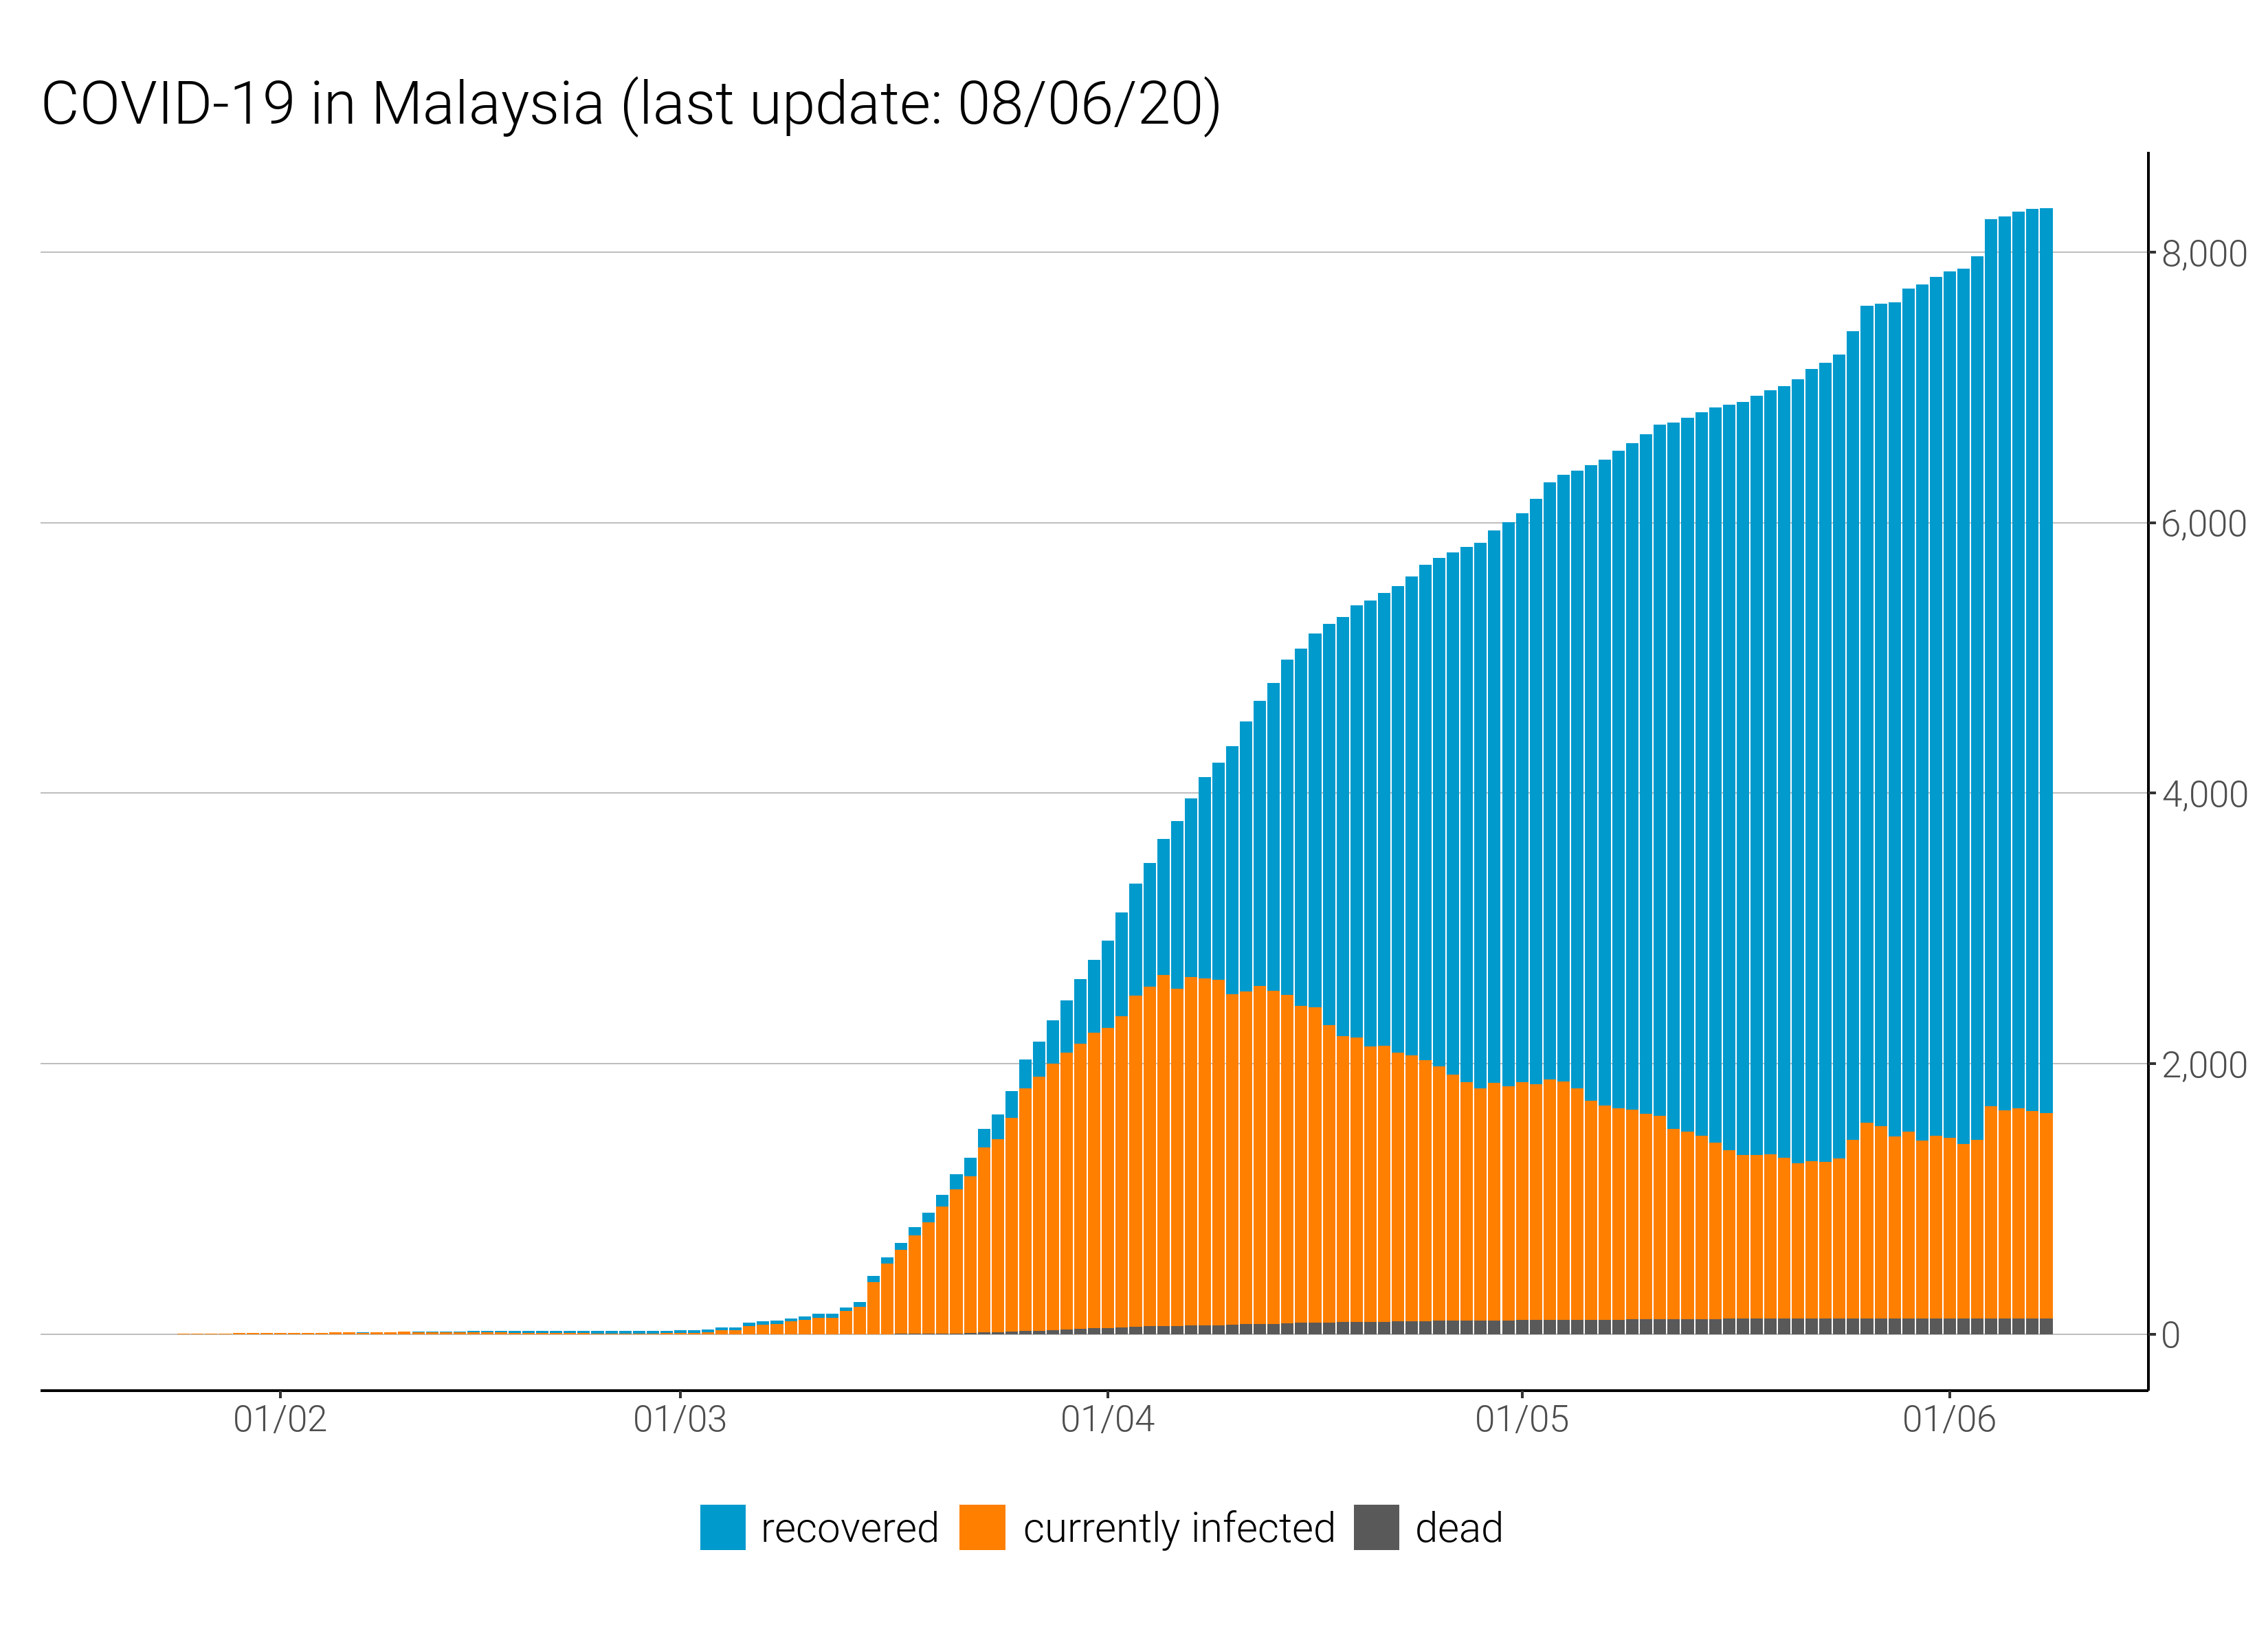 COVID-19 in Malaysia (last update: 08/06/20)
8,000
6,000
4,000
2,000
0
01/02 01/03 01/04 01/05 01/06
recovered currently infected dead